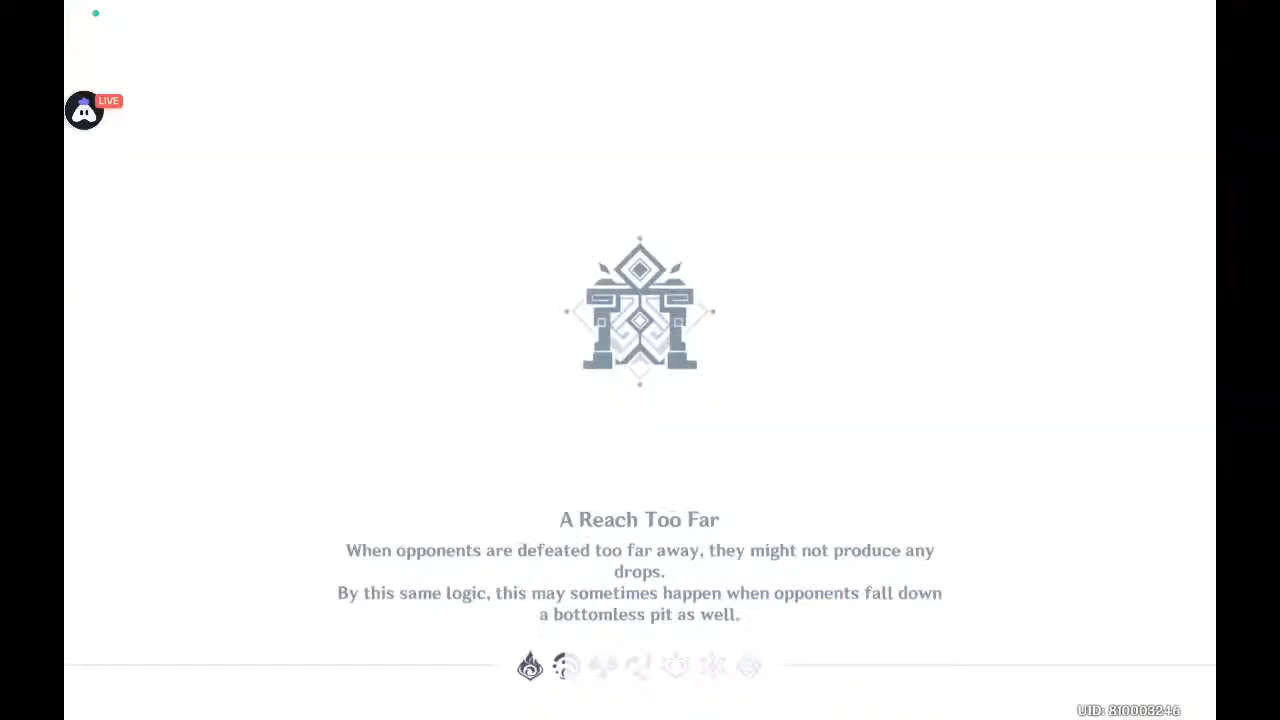 LIVE
A Reach Too Far
When opponents are defeated too far away, they might not produce any
drops.
By this same logic, this may sometimes happen when opponents fall down
a bottomless pit as well.
UID: 810003246